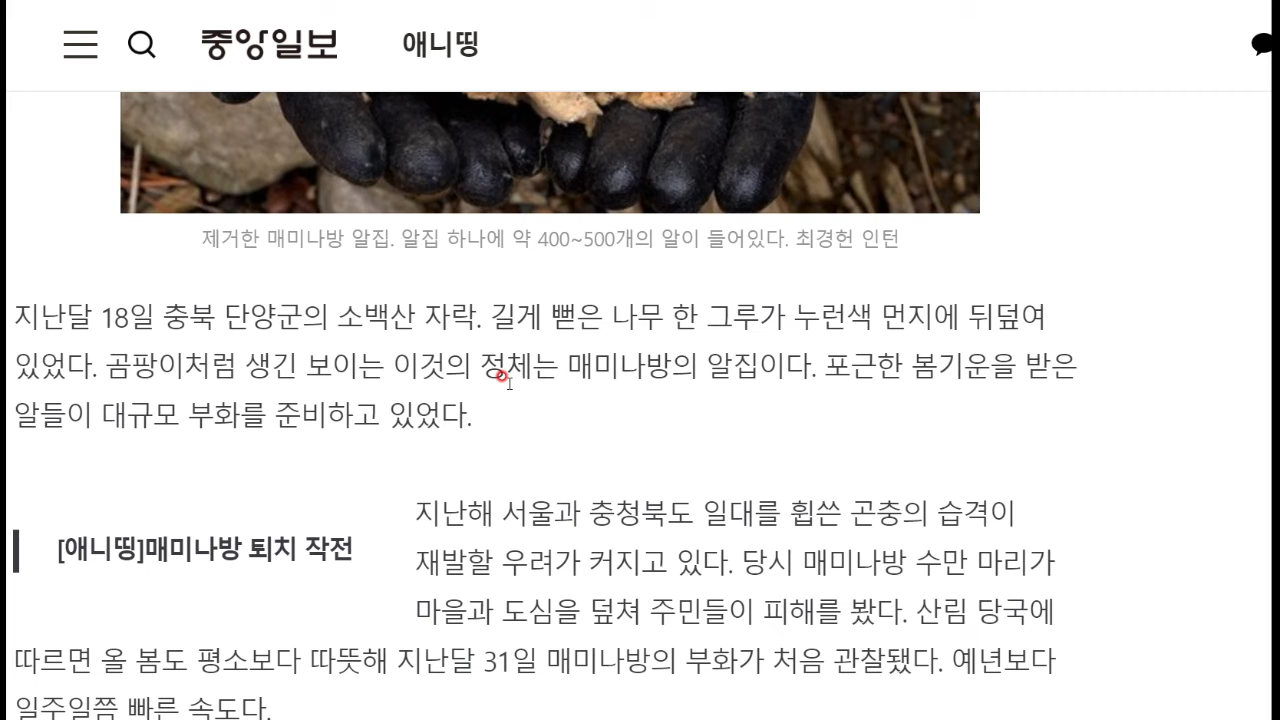 중앙일보 애니띵
제거한 매미나방 알집. 알집 하나에 약 400~500개의 알이 들어있다. 최경헌 인턴
지난달 18일 충북 단양군의 소백산 자락. 길게 뻗은 나무 한 그루가 누런색 먼지에 뒤덮여
있었다. 곰팡이처럼 생긴 보이는 이것의 정체는 매미나방의 알집이다. 포근한 봄기운을 받은
알들이 대규모 부화를 준비하고 있었다.
[애니띵]매미나방 퇴치 작전
지난해 서울과 충청북도 일대를 휩쓴 곤충의 습격이
재발할 우려가 커지고 있다. 당시 매미나방 수만 마리가
마을과 도심을 덮쳐 주민들이 피해를 봤다. 산림 당국에
따르면 올 봄도 평소보다 따뜻해 지난달 31일 매미나방의 부화가 처음 관찰됐다. 예년보다
일주일쯤 빠른 속도다.